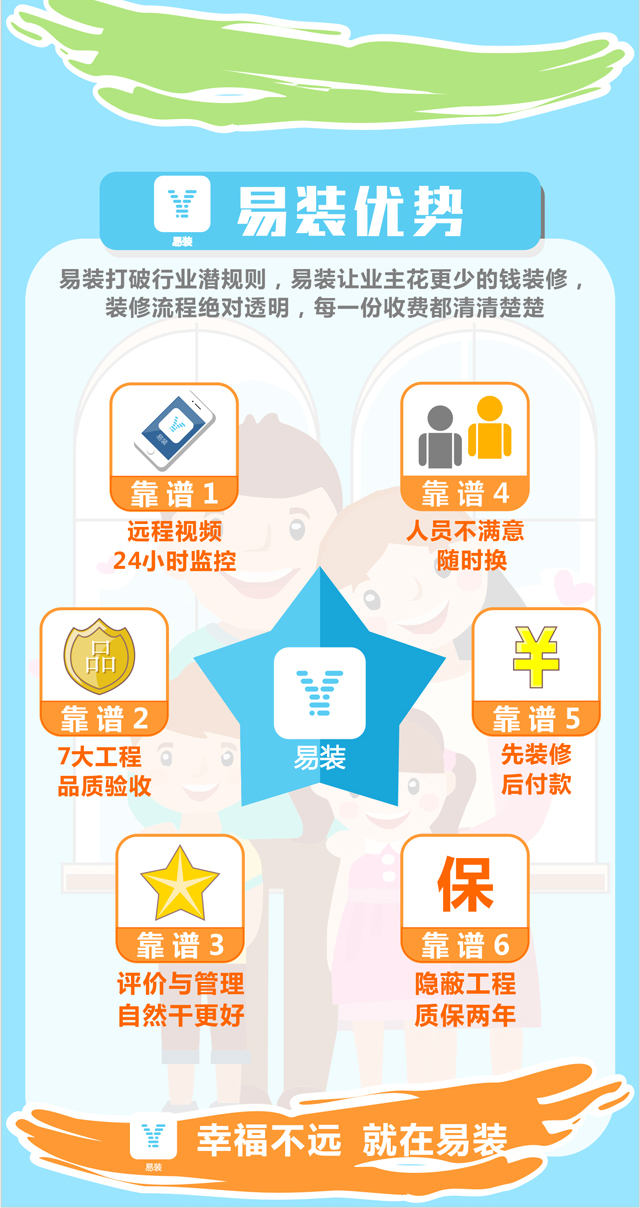 易装
易装优势
易装打破行业潜规则，易装让业主花更少的钱装修，
装修流程绝对透明，每一份收费都清清楚楚
易装
靠谱1
远程视频
24小时监控
靠谱4
人员不满意
随时换
品
靠谱2
7大工程
品质验收
易装
¥
靠谱5
先装修
后付款
靠谱3
评价与管理
自然干更好
保
靠谱6
隐蔽工程
质保两年
易装
幸福不远 就在易装